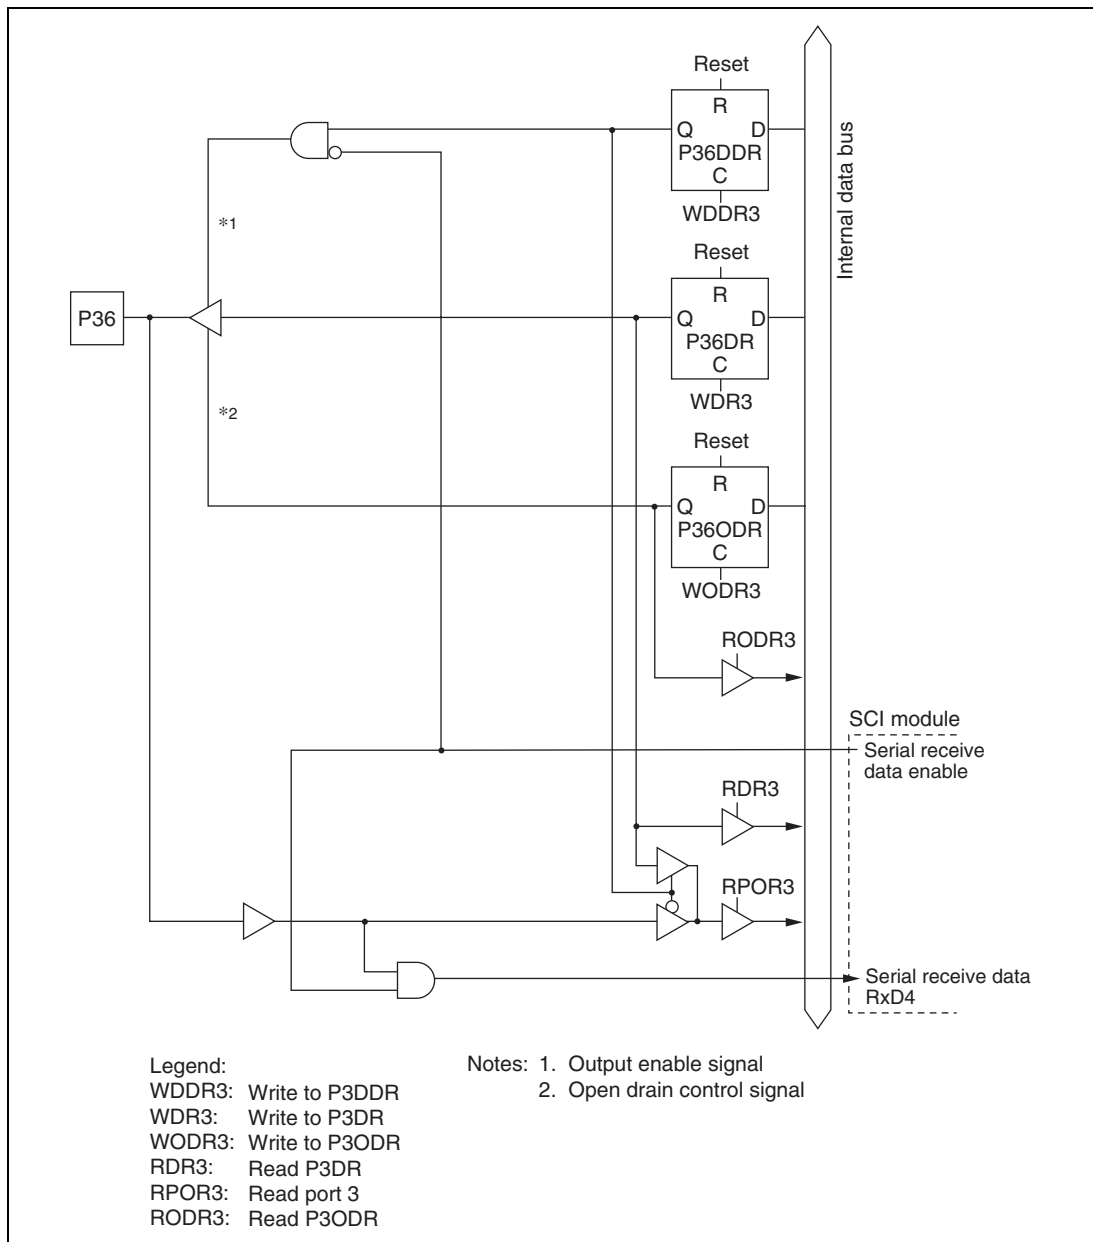 Reset
R
Q D
P36DDR
C
WDDR3
Internal data bus
*1
Reset
R
P36
Q D
P36DR
C
WDR3
*2
Reset
R
Q D
P36ODR
C
WODR3
RODR3
SCI module
Serial receive
data enable
RDR3
RPOR3
Serial receive data
RxD4
Legend:
WDDR3: Write to P3DDR
WDR3: Write to P3DR
WODR3: Write to P3ODR
RDR3: Read P3DR
RPOR3: Read port 3
RODR3: Read P3ODR
Notes: 1. Output enable signal
2. Open drain control signal